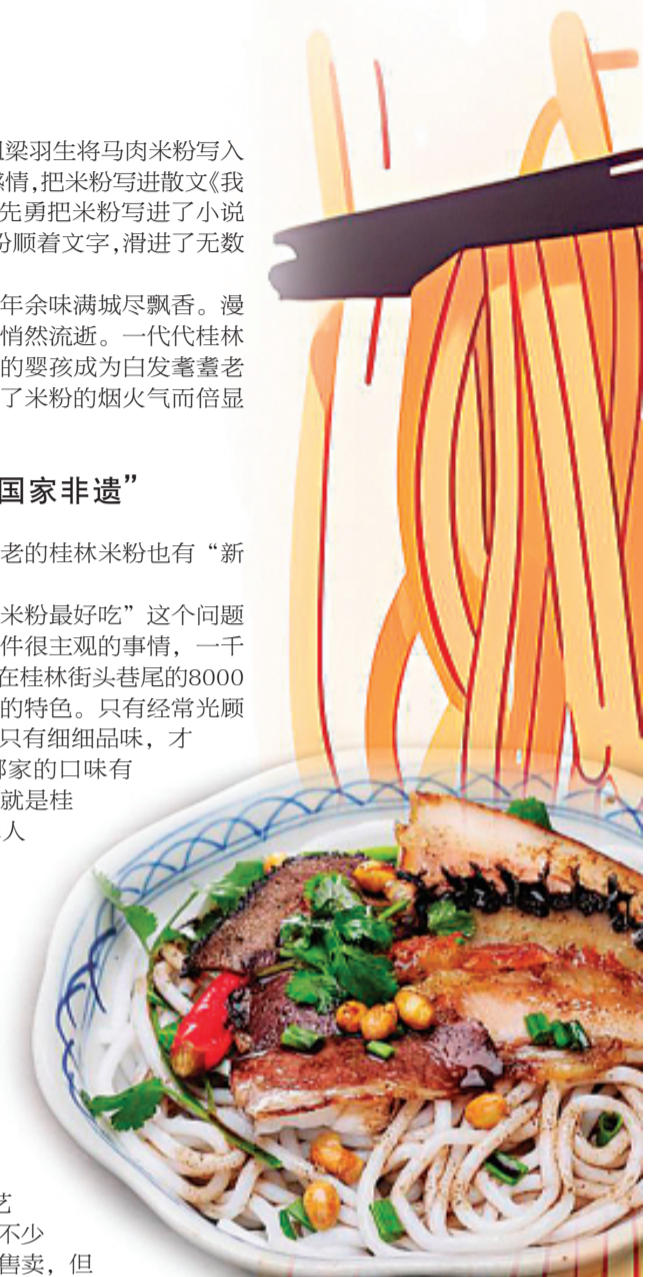 梁羽生将马肉米粉写入
感情,把米粉写进散文《我
先勇把米粉写进了小说
份顺着文字,滑进了无数
年余味满城尽飘香。漫
悄然流逝。一代代桂林
的婴孩成为白发耄耋老
了米粉的烟火气而倍显
国家非遗”
老的桂林米粉也有“新
米粉最好吃”这个问题
件很主观的事情，一千
在桂林街头巷尾的8000
的特色。只有经常光顾
只有细细品味，才
哪家的口味有
就是桂
人
艺
不少
售卖，但